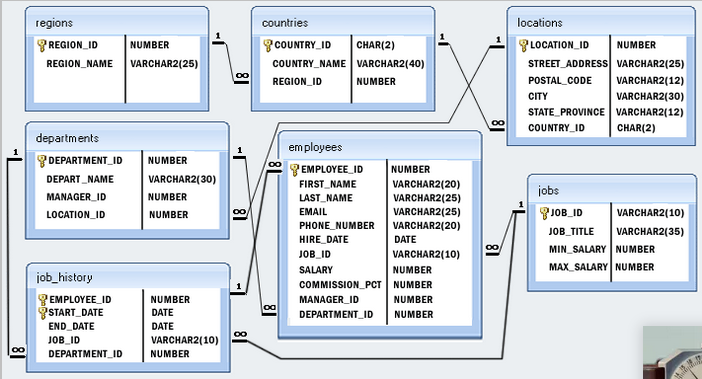 regions
REGION_ID NUMBER
REGION_NAME VARCHAR2(25)
countries
COUNTRY_ID CHAR(2)
COUNTRY_NAME VARCHAR2(40)
REGION_ID NUMBER
locations
LOCATION_ID NUMBER
STREET_ADDRESS VARCHAR2(25)
POSTAL_CODE VARCHAR2(12)
CITY VARCHAR2(30)
STATE_PROVINCE VARCHAR2(12)
COUNTRY_ID CHAR(2)
1
∞
1
∞
1
departments
DEPARTMENT_ID NUMBER
DEPART_NAME VARCHAR2(30)
MANAGER_ID NUMBER
LOCATION_ID NUMBER
1
1
∞
employees
EMPLOYEE_ID NUMBER
FIRST_NAME VARCHAR2(20)
LAST_NAME VARCHAR2(25)
EMAIL VARCHAR2(25)
PHONE_NUMBER VARCHAR2(20)
HIRE_DATE DATE
JOB_ID VARCHAR2(10)
SALARY NUMBER
COMMISSION_PCT NUMBER
MANAGER_ID NUMBER
DEPARTMENT_ID NUMBER
∞
∞
∞
jobs
JOB_ID VARCHAR2(10)
JOB_TITLE VARCHAR2(35)
MIN_SALARY NUMBER
MAX_SALARY NUMBER
1
job_history
EMPLOYEE_ID NUMBER
START_DATE DATE
END_DATE DATE
JOB_ID VARCHAR2(10)
DEPARTMENT_ID NUMBER
1
∞
∞